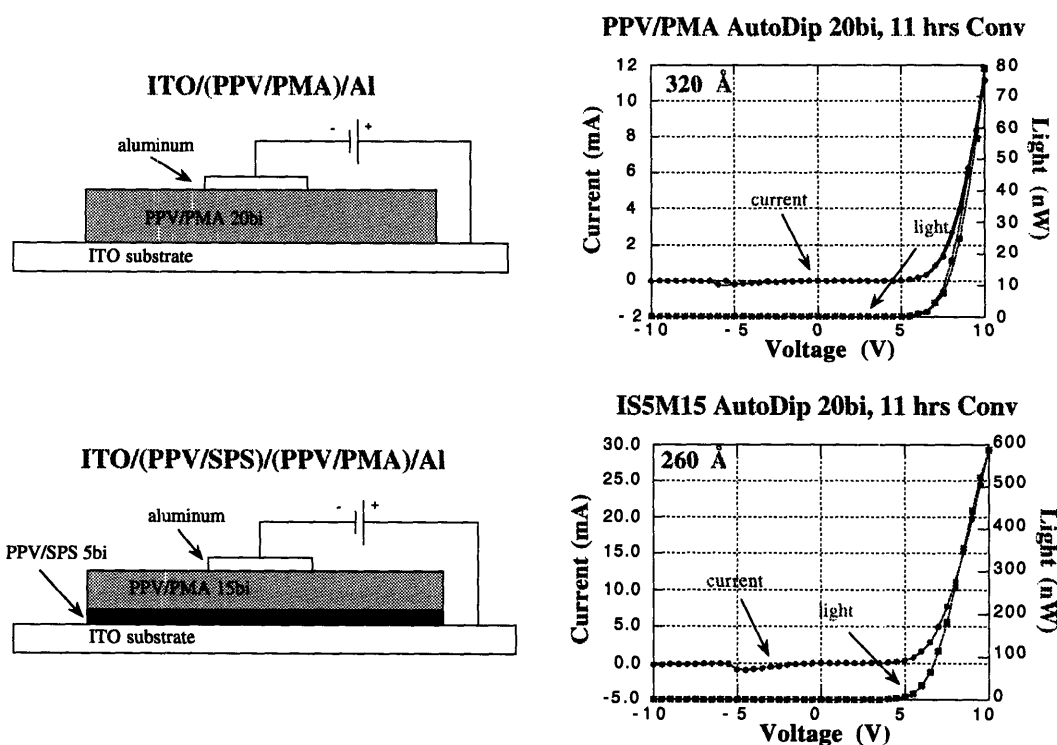 ITO/(PPV/PMA)/Al
- +
aluminum
PPV/PMA 20bi
ITO substrate
PPV/PMA AutoDip 20bi, 11 hrs Conv
320 Å
Current (mA)
12
10
8
6
4
2
0
-2
current
light
Light (nW)
80
70
60
50
40
30
20
10
0
-10 -5 0 5 10
Voltage (V)
ITO/(PPV/SPS)/(PPV/PMA)/Al
- +
aluminum
PPV/SPS 5bi
PPV/PMA 15bi
ITO substrate
IS5M15 AutoDip 20bi, 11 hrs Conv
260 Å
Current (mA)
30.0
25.0
20.0
15.0
10.0
5.0
0.0
-5.0
current
light
Light (nW)
600
500
400
300
200
100
0
-10 -5 0 5 10
Voltage (V)